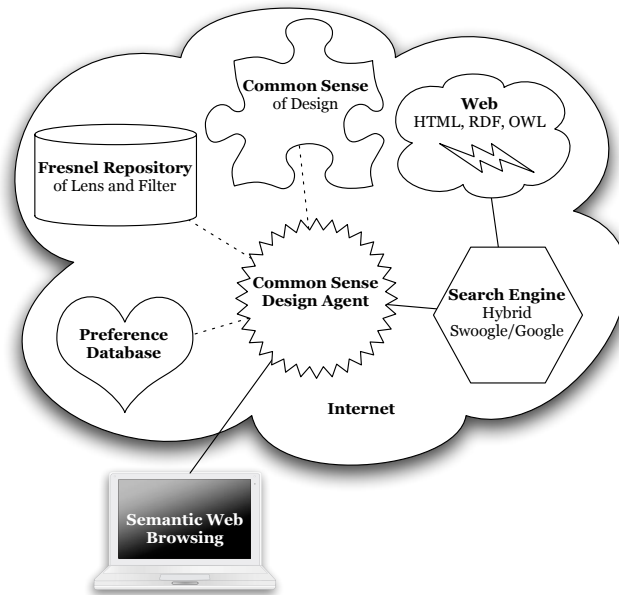 Common Sense
of Design
Web
HTML, RDF, OWL
Fresnel Repository
of Lens and Filter
Common Sense
Design Agent
Search Engine
Hybrid
Swoogle/Google
Preference
Database
Internet
Semantic Web
Browsing